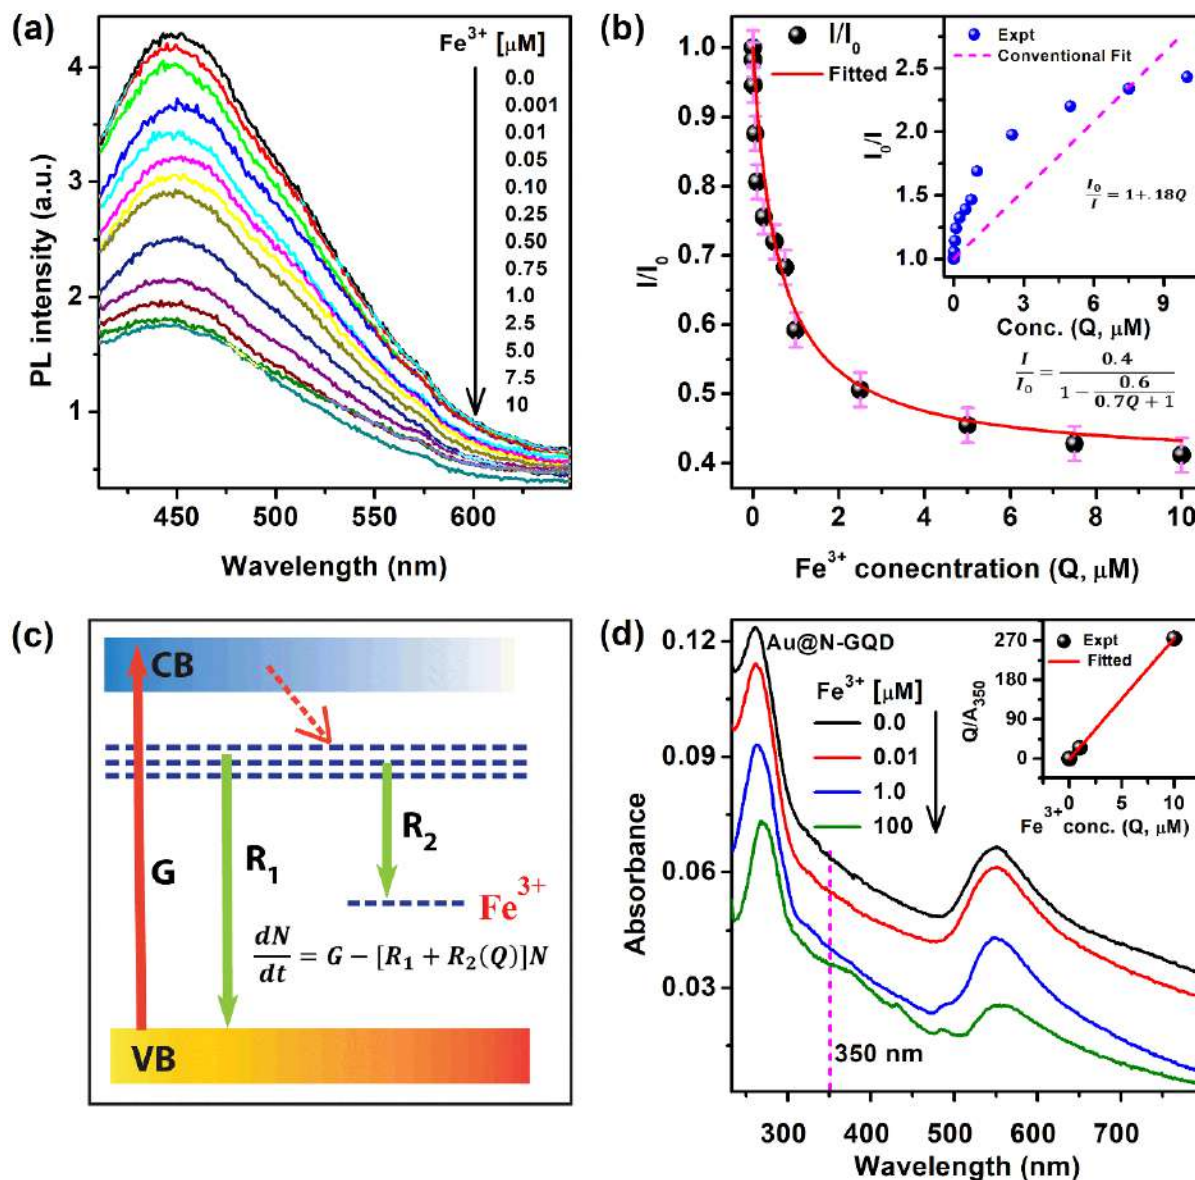 (a)
Fe³⁺ [μM]
0.0
0.001
0.01
0.05
0.10
0.25
0.50
0.75
1.0
2.5
5.0
7.5
10
4
3
2
1
PL intensity (a.u.)
450 500 550 600
Wavelength (nm)
(b)
I/I₀
Fitted
1.0
0.9
0.8
0.7
0.6
0.5
0.4
I/I₀
0 2 4 6 8 10
Fe³⁺ conecntration (Q, μM)
Expt
Conventional Fit
2.5
2.0
1.5
1.0
I₀/I
I₀/I = 1+.18Q
0 3 6 9
Conc. (Q, μM)
I/I₀ = 0.4/(1 − 0.6/(0.7Q + 1))
(c)
CB
G
R₁
R₂
Fe³⁺
dN/dt = G − [R₁ + R₂(Q)]N
VB
(d)
Au@N-GQD
Fe³⁺ [μM]
0.0
0.01
1.0
100
0.12
0.09
0.06
0.03
Absorbance
350 nm
300 400 500 600 700
Wavelength (nm)
Expt
Fitted
270
180
90
0
Q/A₃₅₀
0 5 10
Fe³⁺ conc. (Q, μM)